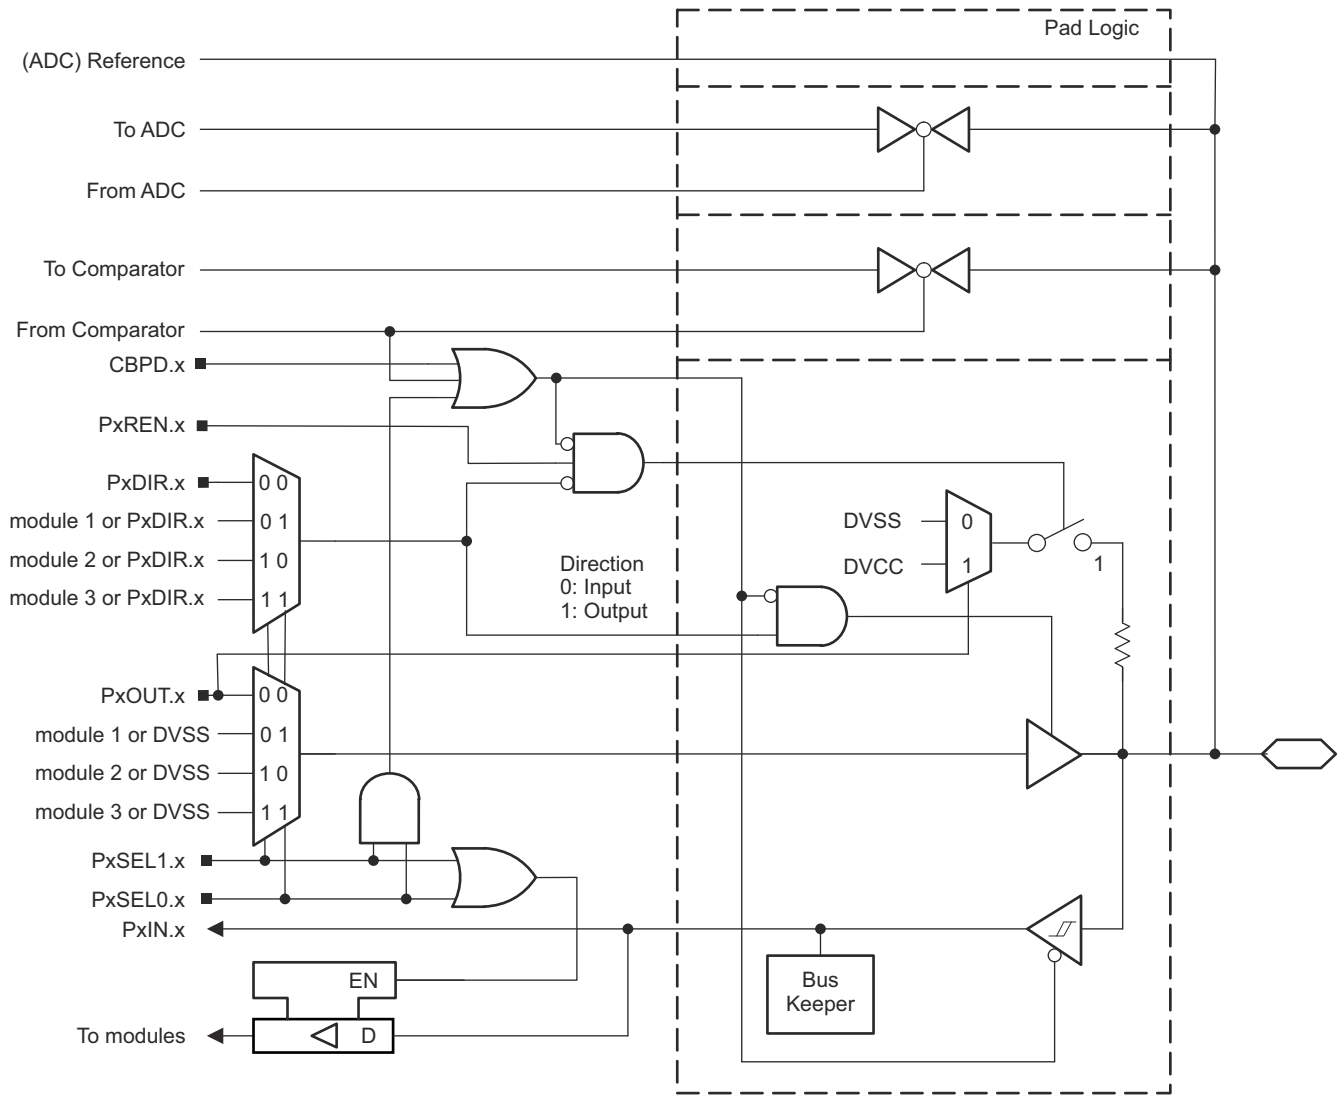 Pad Logic
(ADC) Reference
To ADC
From ADC
To Comparator
From Comparator
CBPD.x
PxREN.x
PxDIR.x
0 0
module 1 or PxDIR.x
0 1
module 2 or PxDIR.x
1 0
module 3 or PxDIR.x
1 1
Direction
0: Input
1: Output
DVSS
0
DVCC
1
1
PxOUT.x
0 0
module 1 or DVSS
0 1
module 2 or DVSS
1 0
module 3 or DVSS
1 1
PxSEL1.x
PxSEL0.x
PxIN.x
EN
Bus
Keeper
To modules
D